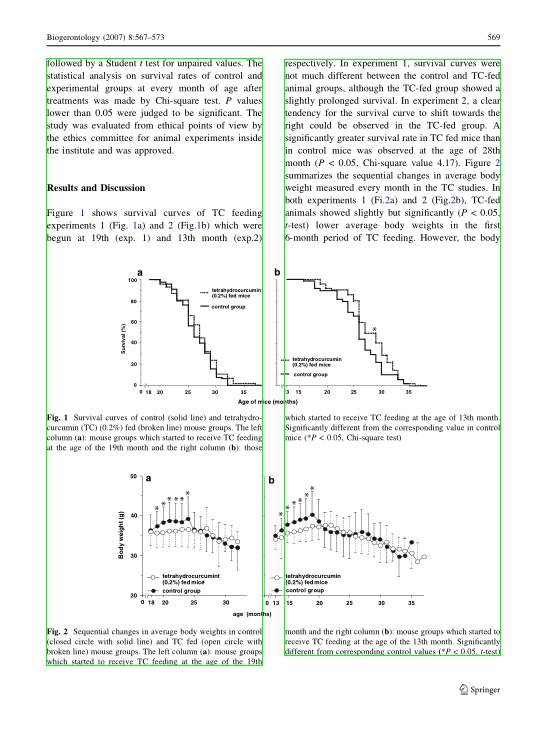 Biogerontology (2007) 8:567–573 569
followed by a Student t test for unpaired values. The
statistical analysis on survival rates of control and
experimental groups at every month of age after
treatments was made by Chi-square test. P values
lower than 0.05 were judged to be significant. The
study was evaluated from ethical points of view by
the ethics committee for animal experiments inside
the institute and was approved.
Results and Discussion
Figure 1 shows survival curves of TC feeding
experiments 1 (Fig. 1a) and 2 (Fig.1b) which were
begun at 19th (exp. 1) and 13th month (exp.2)
respectively. In experiment 1, survival curves were
not much different between the control and TC-fed
animal groups, although the TC-fed group showed a
slightly prolonged survival. In experiment 2, a clear
tendency for the survival curve to shift towards the
right could be observed in the TC-fed group. A
significantly greater survival rate in TC fed mice than
in control mice was observed at the age of 28th
month (P < 0.05, Chi-square value 4.17). Figure 2
summarizes the sequential changes in average body
weight measured every month in the TC studies. In
both experiments 1 (Fi.2a) and 2 (Fig.2b), TC-fed
animals showed slightly but significantly (P < 0.05,
t-test) lower average body weights in the first
6-month period of TC feeding. However, the body
a
100
80
60
40
20
0
Survival (%)
tetrahydrocurcumin
(0.2%) fed mice
control group
0 18 20 25 30 35
b
*
tetrahydrocurcumin
(0.2%) fed mice
control group
3 15 20 25 30 35
Age of mice (months)
Fig. 1 Survival curves of control (solid line) and tetrahydro-
curcumin (TC) (0.2%) fed (broken line) mouse groups. The left
column (a): mouse groups which started to receive TC feeding
at the age of the 19th month and the right column (b): those
which started to receive TC feeding at the age of 13th month.
Significantly different from the corresponding value in control
mice (*P < 0.05, Chi-square test)
a
50
40
30
20
Body weight (g)
* * * * * *
tetrahydrocurcumint
(0.2%) fed mice
control group
0 18 20 25 30
b
* * * * * *
tetrahydrocurcumin
(0.2%) fed mice
control group
0 13 15 20 25 30 35
age (months)
Fig. 2 Sequential changes in average body weights in control
(closed circle with solid line) and TC fed (open circle with
broken line) mouse groups. The left column (a): mouse groups
which started to receive TC feeding at the age of the 19th
month and the right column (b): mouse groups which started to
receive TC feeding at the age of the 13th month. Significantly
different from corresponding control values (*P < 0.05, t-test)
Springer